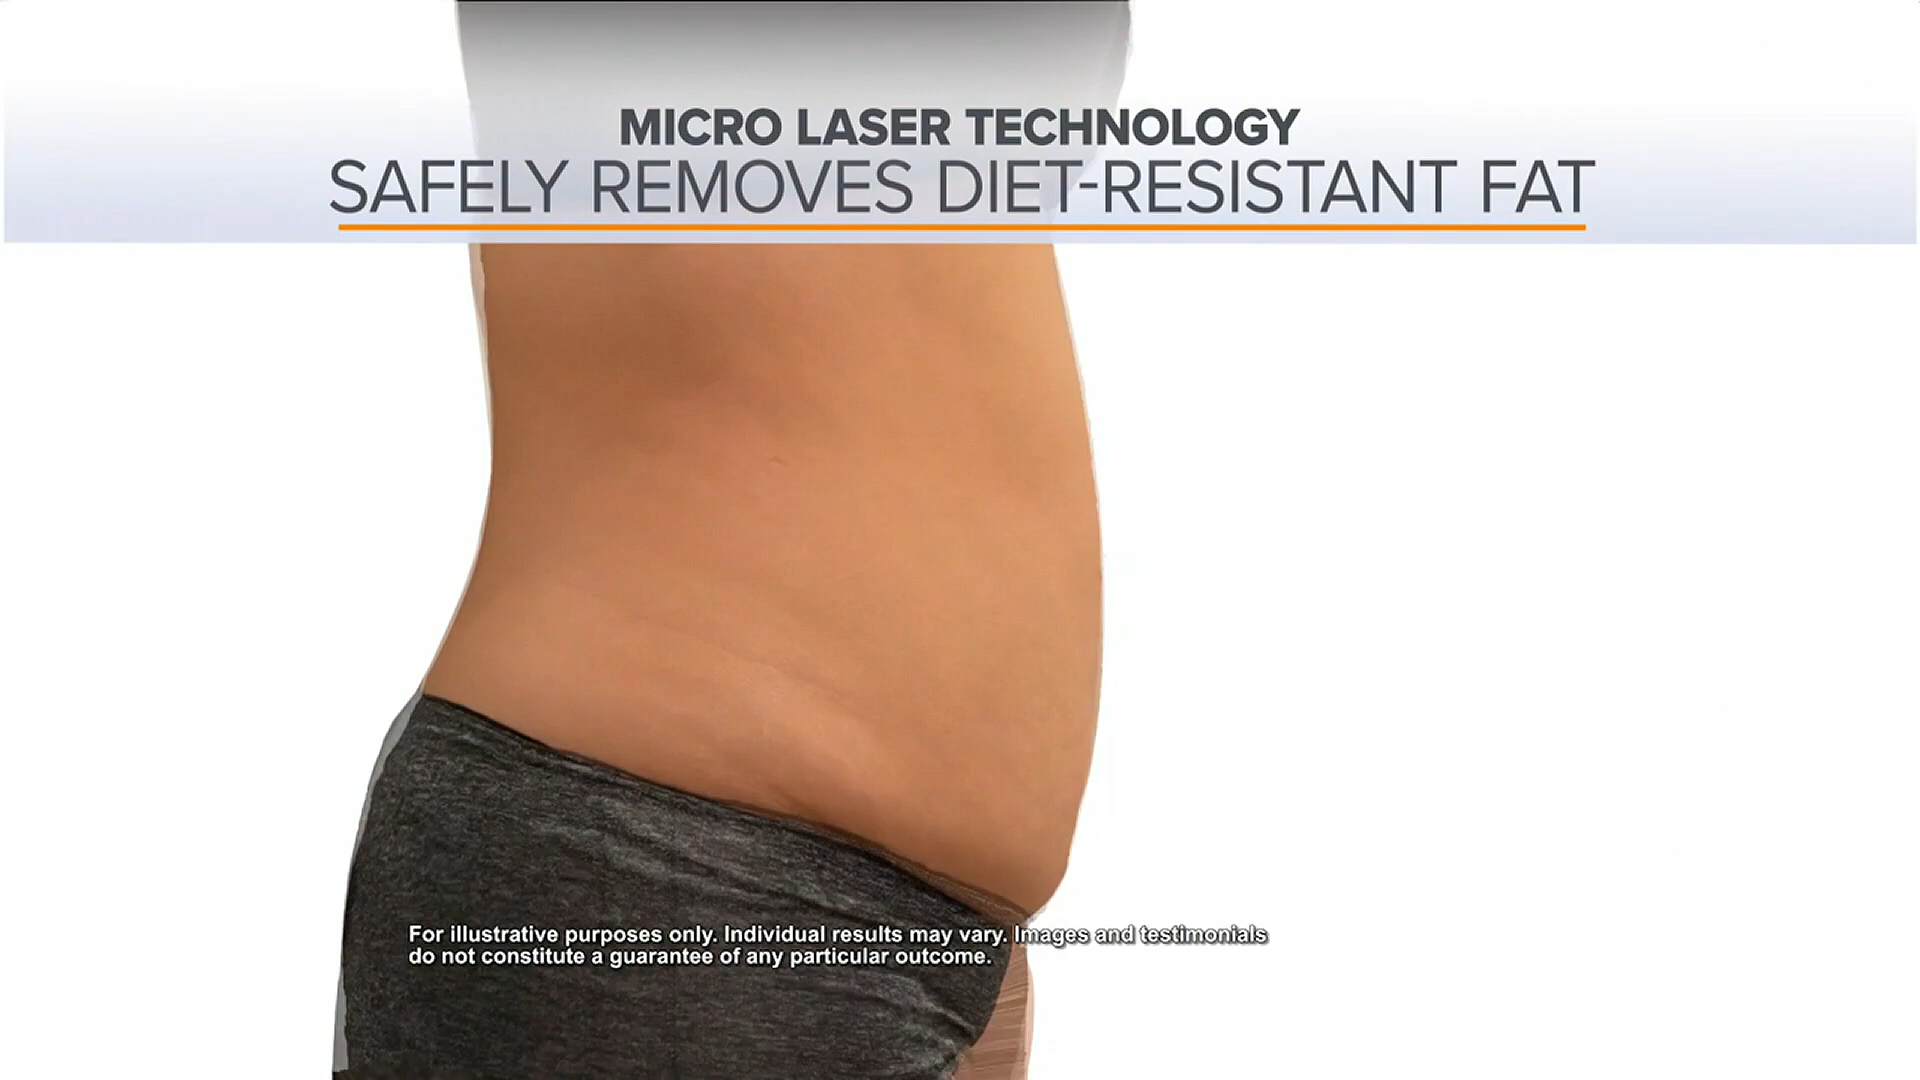 MICRO LASER TECHNOLOGY
SAFELY REMOVES DIET-RESISTANT FAT
For illustrative purposes only. Individual results may vary. Images and testimonials
do not constitute a guarantee of any particular outcome.